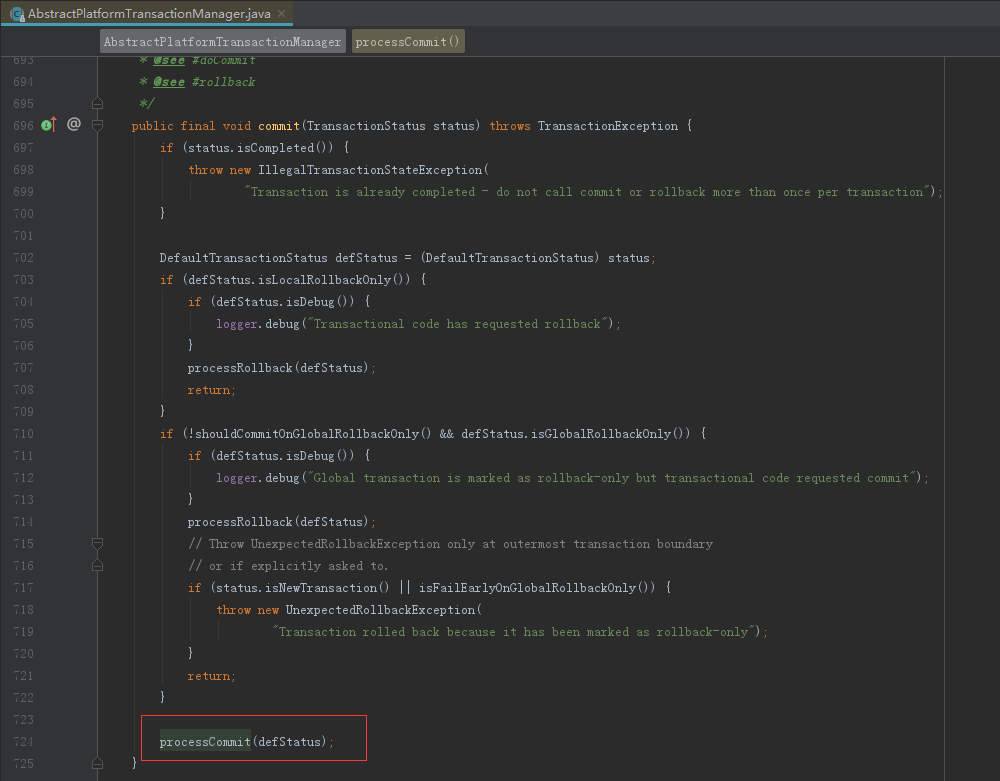 AbstractPlatformTransactionManager.java ×
AbstractPlatformTransactionManager processCommit()
693 * @see #doCommit
694 * @see #rollback
695 */
696 @ public final void commit(TransactionStatus status) throws TransactionException {
697 if (status.isCompleted()) {
698 throw new IllegalTransactionStateException(
699 "Transaction is already completed - do not call commit or rollback more than once per transaction");
700 }
701
702 DefaultTransactionStatus defStatus = (DefaultTransactionStatus) status;
703 if (defStatus.isLocalRollbackOnly()) {
704 if (defStatus.isDebug()) {
705 logger.debug("Transactional code has requested rollback");
706 }
707 processRollback(defStatus);
708 return;
709 }
710 if (!shouldCommitOnGlobalRollbackOnly() && defStatus.isGlobalRollbackOnly()) {
711 if (defStatus.isDebug()) {
712 logger.debug("Global transaction is marked as rollback-only but transactional code requested commit");
713 }
714 processRollback(defStatus);
715 // Throw UnexpectedRollbackException only at outermost transaction boundary
716 // or if explicitly asked to.
717 if (status.isNewTransaction() || isFailEarlyOnGlobalRollbackOnly()) {
718 throw new UnexpectedRollbackException(
719 "Transaction rolled back because it has been marked as rollback-only");
720 }
721 return;
722 }
723
724 processCommit(defStatus);
725 }